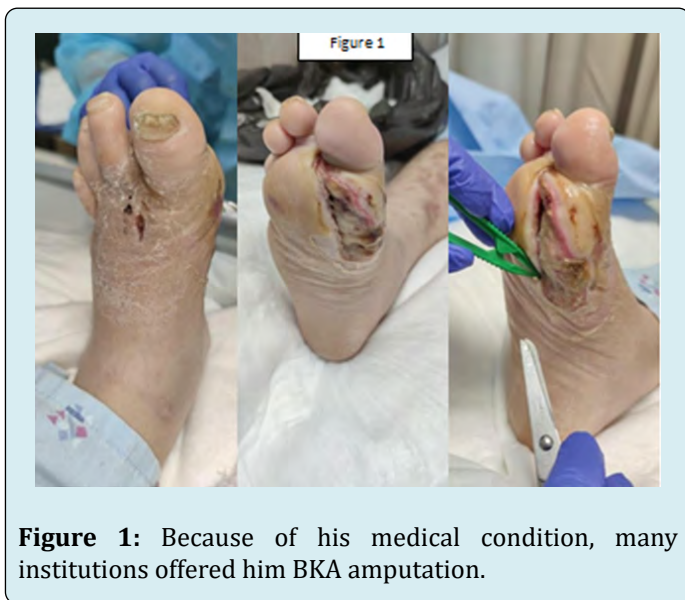 Figure 1
Figure 1: Because of his medical condition, many
institutions offered him BKA amputation.